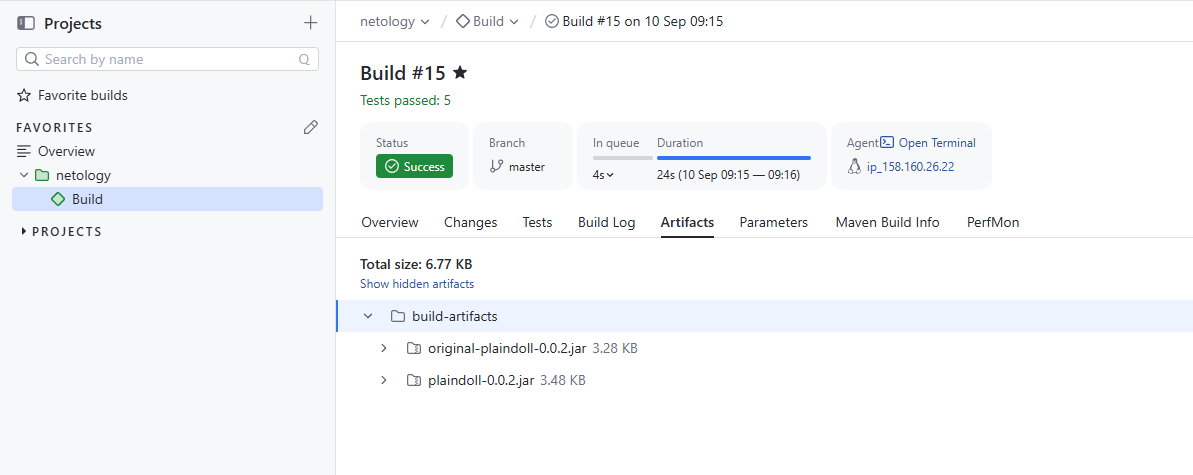 Projects
Search by name Q
Favorite builds
FAVORITES
Overview
netology
Build
PROJECTS
netology / Build / Build #15 on 10 Sep 09:15
Build #15
Tests passed: 5
Status
Success
Branch
master
In queue
4s
Duration
24s (10 Sep 09:15 — 09:16)
Agent Open Terminal
ip_158.160.26.22
Overview Changes Tests Build Log Artifacts Parameters Maven Build Info PerfMon
Total size: 6.77 KB
Show hidden artifacts
build-artifacts
original-plaindoll-0.0.2.jar 3.28 KB
plaindoll-0.0.2.jar 3.48 KB